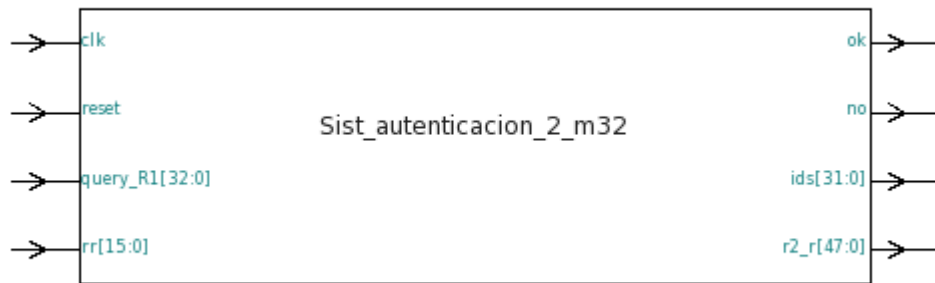 clk
ok
reset
no
Sist_autenticacion_2_m32
query_R1[32:0]
ids[31:0]
rr[15:0]
r2_r[47:0]